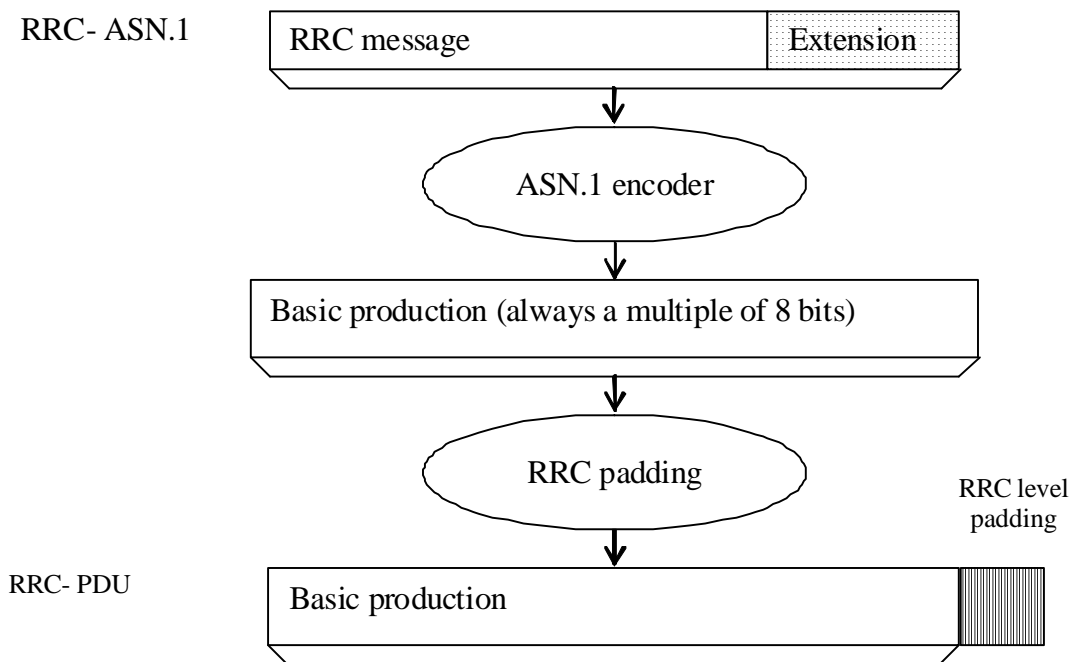 RRC- ASN.1
RRC message
Extension
ASN.1 encoder
Basic production (always a multiple of 8 bits)
RRC padding
RRC level
padding
RRC- PDU
Basic production